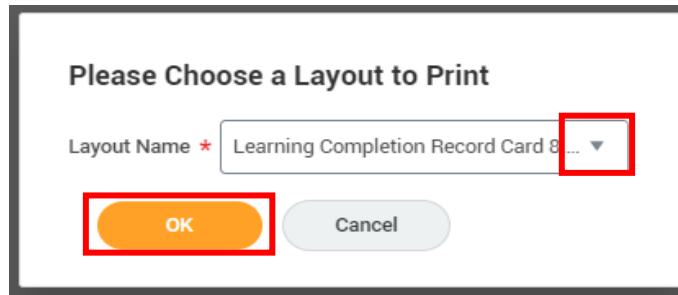 Please Choose a Layout to Print
Layout Name * Learning Completion Record Card 8 ...
OK Cancel